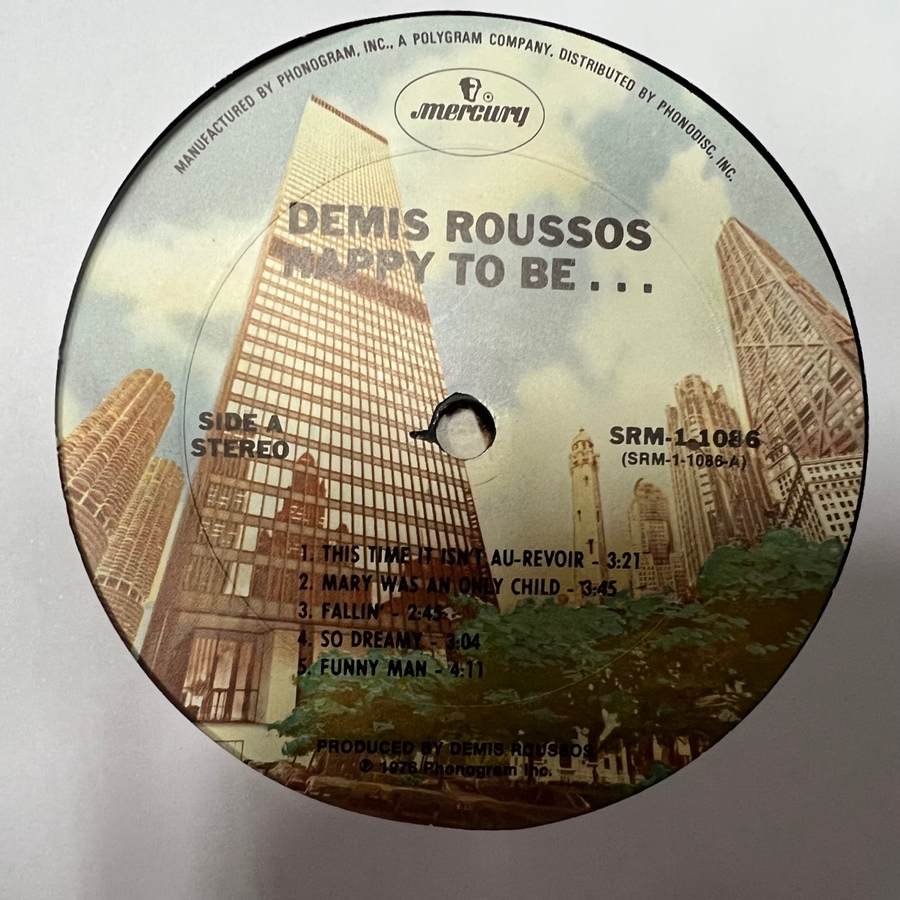 MANUFACTURED BY PHONOGRAM, INC., A POLYGRAM COMPANY. DISTRIBUTED BY PHONODISC, INC.
mercury
DEMIS ROUSSOS
HAPPY TO BE...
SIDE A
STEREO
SRM-1-1086
(SRM-1-1086-A)
1. THIS TIME IT ISN'T AU-REVOIR - 3:21
2. MARY WAS AN ONLY CHILD - 3:45
3. FALLIN' - 2:45
4. SO DREAMY - 3:04
5. FUNNY MAN - 4:11
PRODUCED BY DEMIS ROUSSOS
℗ 1976 Phonogram Inc.